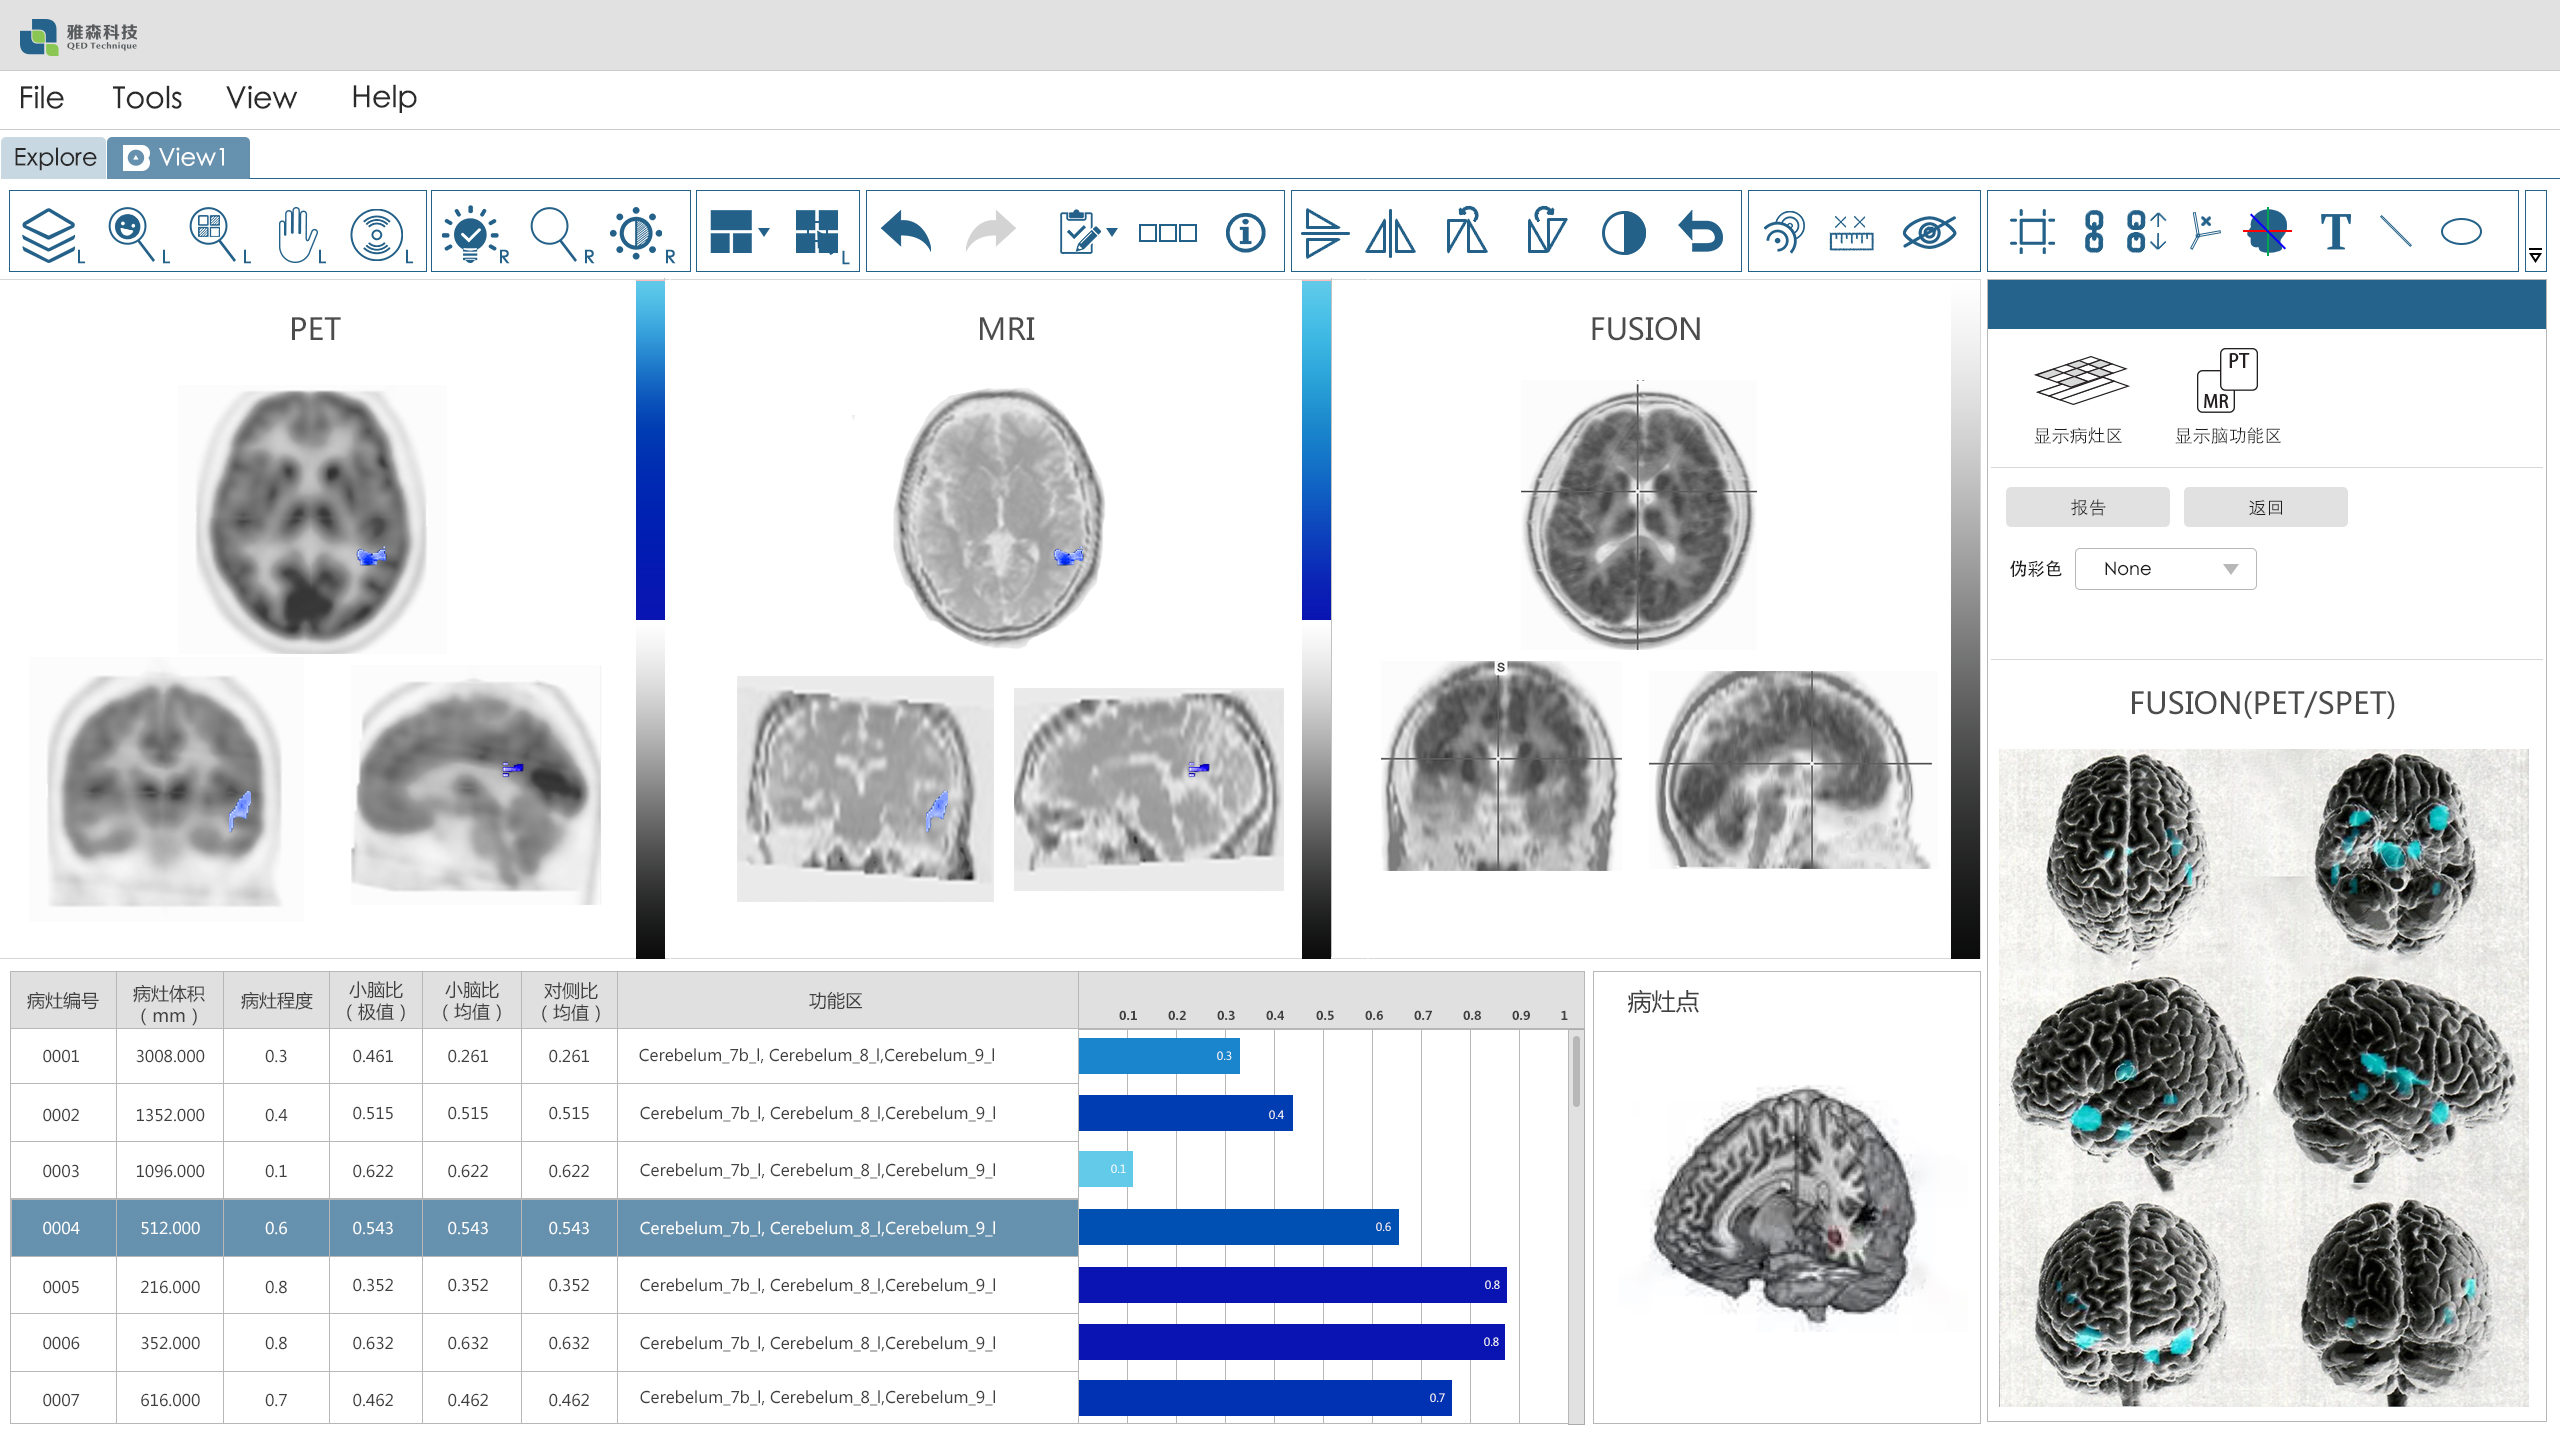 雅森科技
QED Technique
File Tools View Help
Explore View1
L L L L L R R R L
T
PET
MRI
FUSION
S
PT
MR
显示病灶区 显示脑功能区
报告 返回
伪彩色 None
FUSION(PET/SPET)
病灶编号 病灶体积（mm） 病灶程度 小脑比（极值） 小脑比（均值） 对侧比（均值） 功能区 0.1 0.2 0.3 0.4 0.5 0.6 0.7 0.8 0.9 1
0001 3008.000 0.3 0.461 0.261 0.261 Cerebelum_7b_l, Cerebelum_8_l,Cerebelum_9_l 0.3
0002 1352.000 0.4 0.515 0.515 0.515 Cerebelum_7b_l, Cerebelum_8_l,Cerebelum_9_l 0.4
0003 1096.000 0.1 0.622 0.622 0.622 Cerebelum_7b_l, Cerebelum_8_l,Cerebelum_9_l 0.1
0004 512.000 0.6 0.543 0.543 0.543 Cerebelum_7b_l, Cerebelum_8_l,Cerebelum_9_l 0.6
0005 216.000 0.8 0.352 0.352 0.352 Cerebelum_7b_l, Cerebelum_8_l,Cerebelum_9_l 0.8
0006 352.000 0.8 0.632 0.632 0.632 Cerebelum_7b_l, Cerebelum_8_l,Cerebelum_9_l 0.8
0007 616.000 0.7 0.462 0.462 0.462 Cerebelum_7b_l, Cerebelum_8_l,Cerebelum_9_l 0.7
病灶点